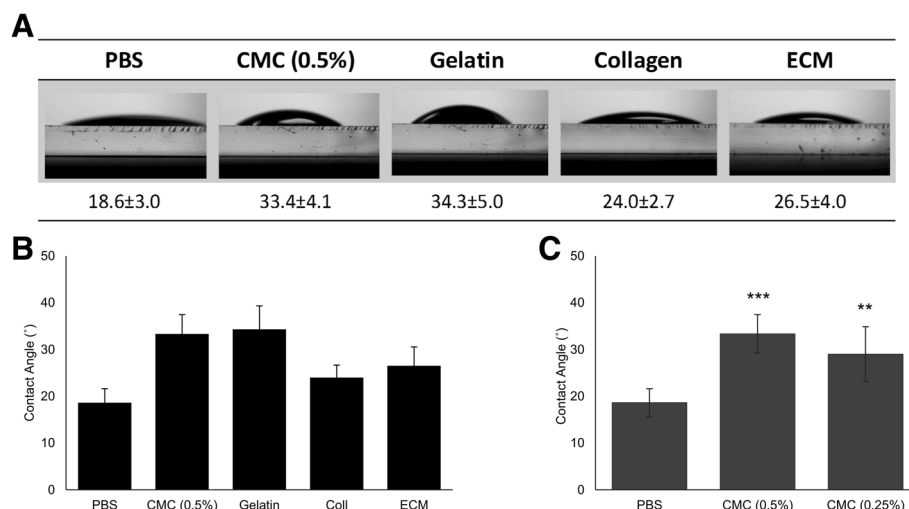 A
PBS CMC (0.5%) Gelatin Collagen ECM
18.6±3.0 33.4±4.1 34.3±5.0 24.0±2.7 26.5±4.0
B
50
40
30
20
10
0
Contact Angle (˚)
PBS CMC (0.5%) Gelatin Coll ECM
C
50
40
30
20
10
0
Contact Angle (˚)
***
**
PBS CMC (0.5%) CMC (0.25%)